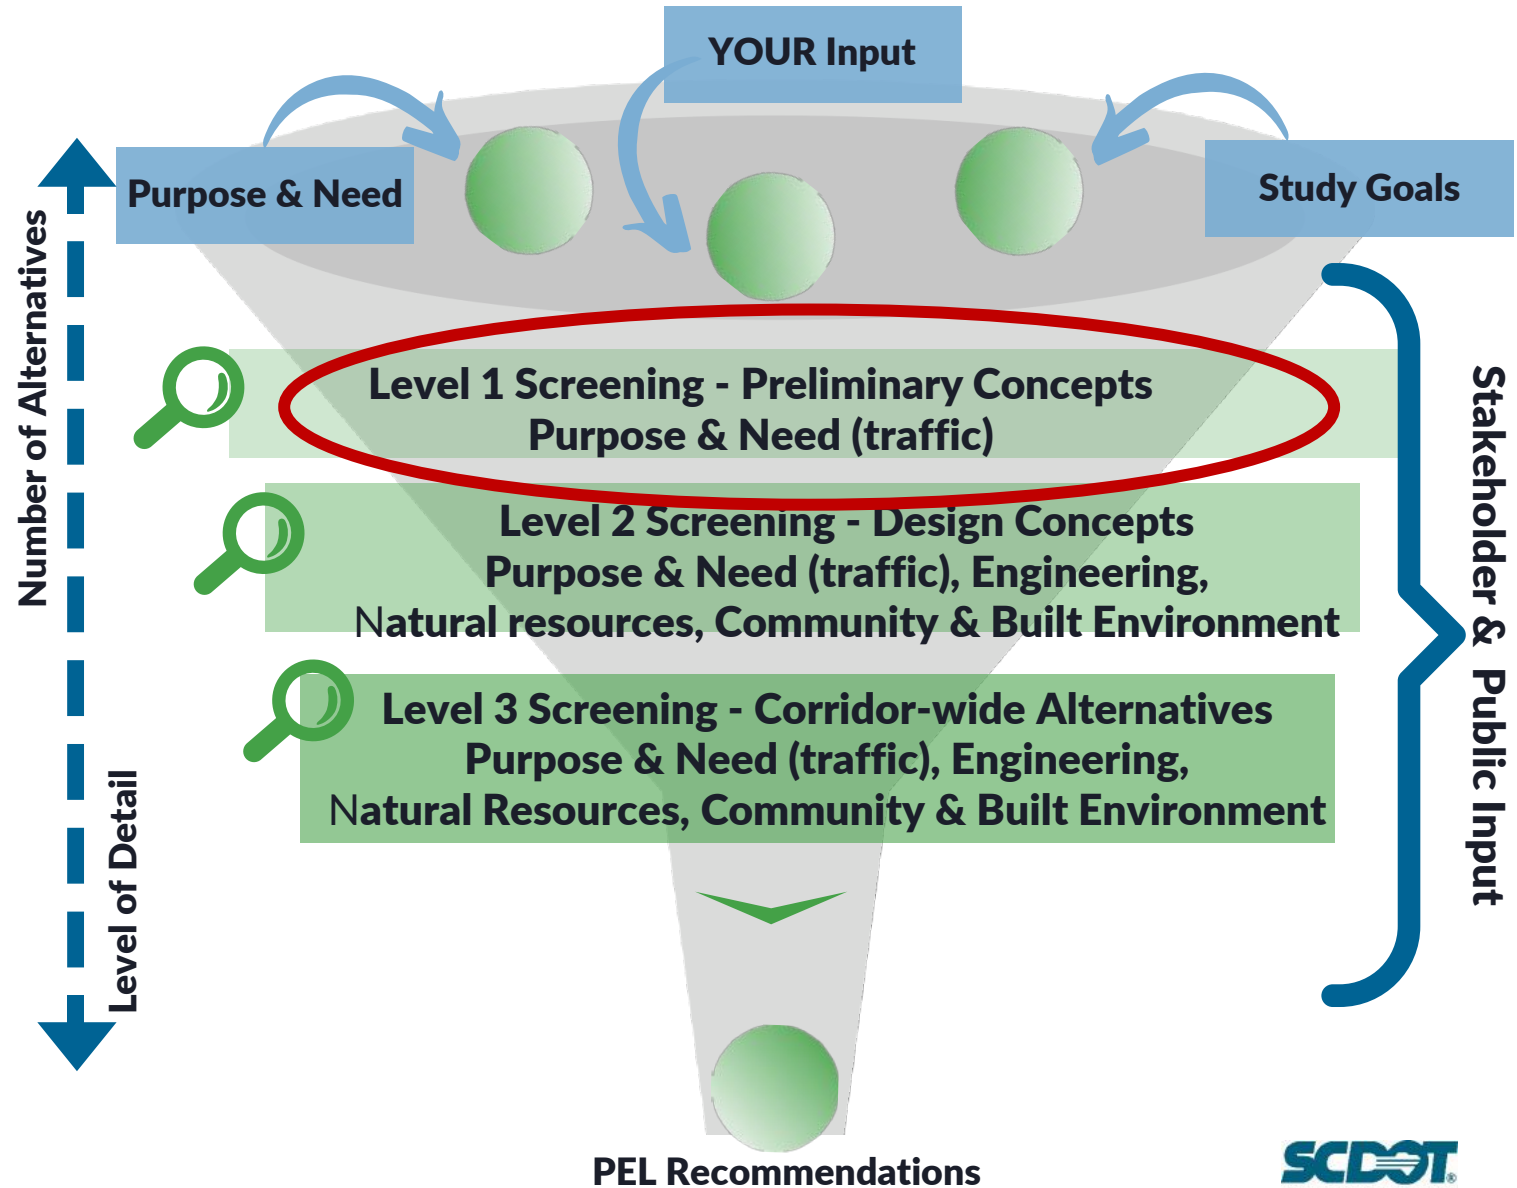 YOUR Input
Purpose & Need
Study Goals
Number of Alternatives
Level of Detail
Level 1 Screening - Preliminary Concepts
Purpose & Need (traffic)
Level 2 Screening - Design Concepts
Purpose & Need (traffic), Engineering,
Natural resources, Community & Built Environment
Level 3 Screening - Corridor-wide Alternatives
Purpose & Need (traffic), Engineering,
Natural Resources, Community & Built Environment
Stakeholder & Public Input
PEL Recommendations
SCDOT®